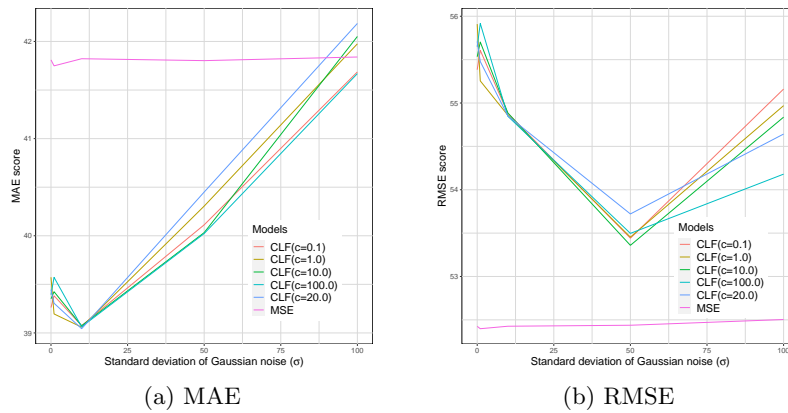 42
41
40
39
MAE score
0
25
50
75
100
Standard deviation of Gaussian noise (σ)
Models
CLF(c=0.1)
CLF(c=1.0)
CLF(c=10.0)
CLF(c=100.0)
CLF(c=20.0)
MSE
(a) MAE
56
55
54
53
RMSE score
0
25
50
75
100
Standard deviation of Gaussian noise (σ)
Models
CLF(c=0.1)
CLF(c=1.0)
CLF(c=10.0)
CLF(c=100.0)
CLF(c=20.0)
MSE
(b) RMSE